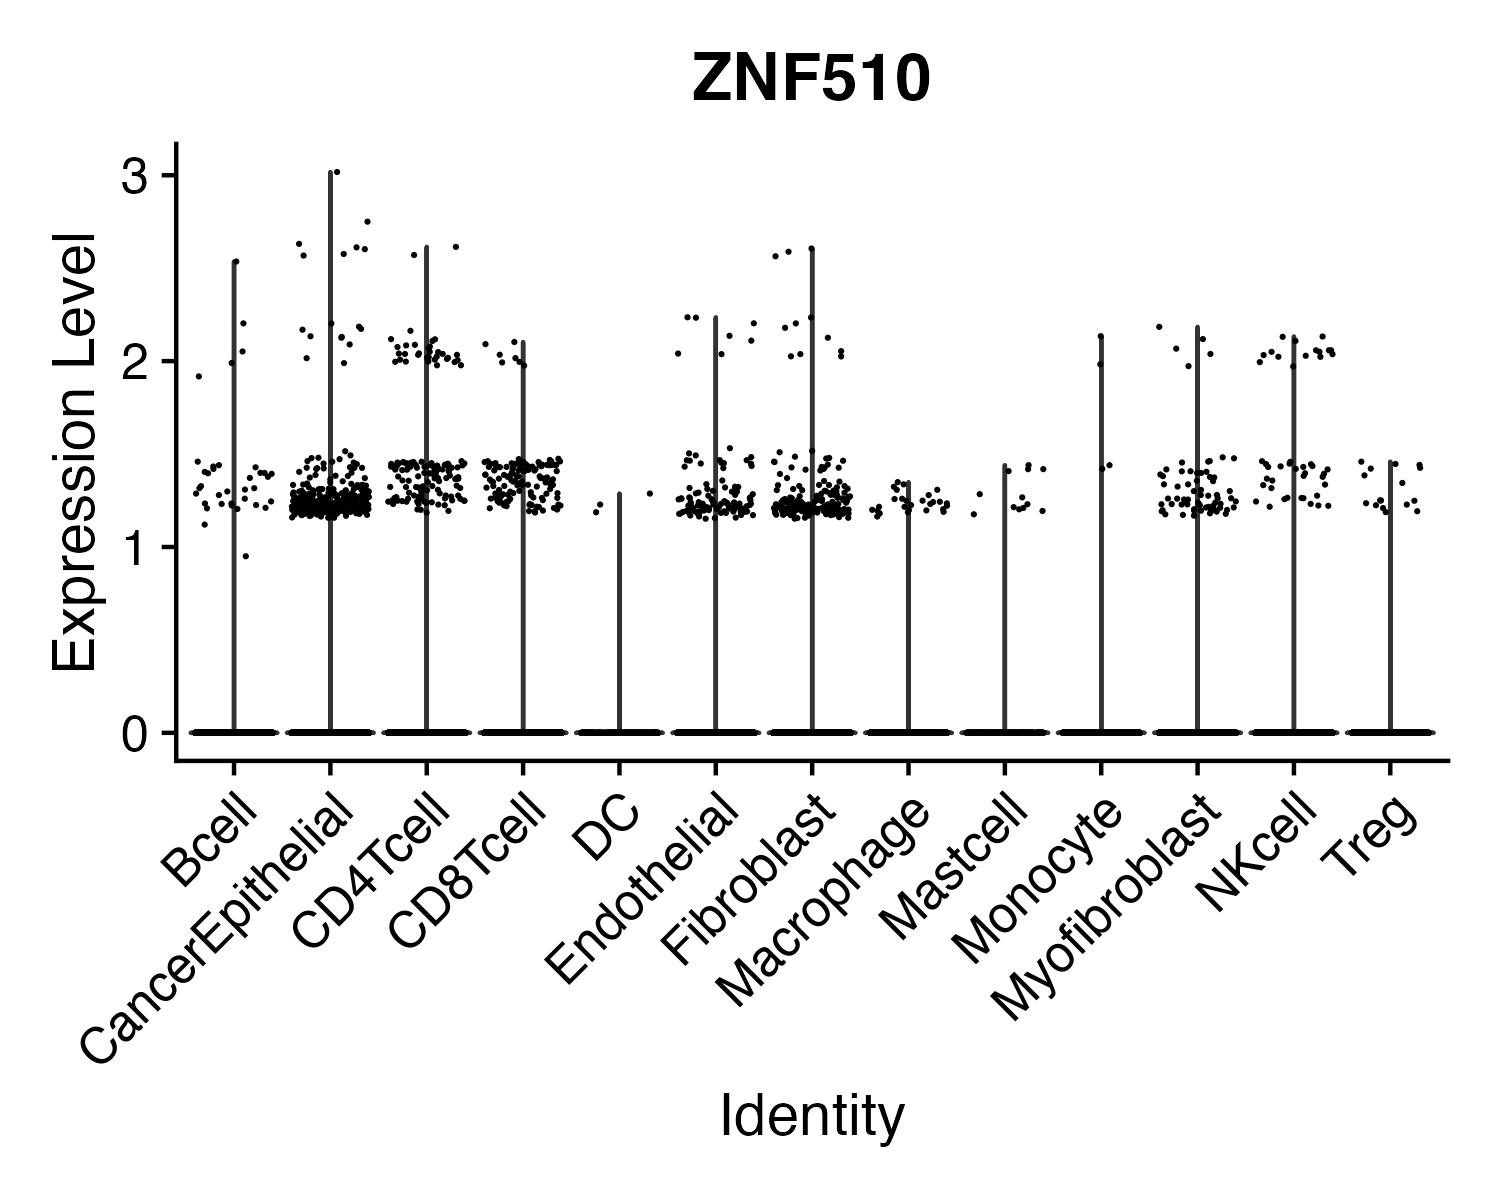 ZNF510
Expression Level
3
2
1
0
Bcell
CancerEpithelial
CD4Tcell
CD8Tcell
DC
Endothelial
Fibroblast
Macrophage
Mastcell
Monocyte
Myofibroblast
NKcell
Treg
Identity